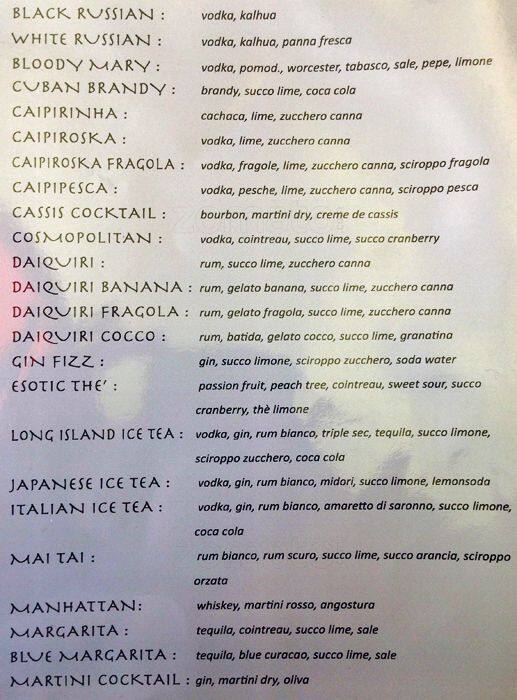 BLACK RUSSIAN : vodka, kalhua
WHITE RUSSIAN : vodka, kalhua, panna fresca
BLOODY MARY : vodka, pomod., worcester, tabasco, sale, pepe, limone
CUBAN BRANDY : brandy, succo lime, coca cola
CAIPIRINHA : cachaca, lime, zucchero canna
CAIPIROSKA : vodka, lime, zucchero canna
CAIPIROSKA FRAGOLA : vodka, fragole, lime, zucchero canna, sciroppo fragola
CAIPIPESCA : vodka, pesche, lime, zucchero canna, sciroppo pesca
CASSIS COCKTAIL : bourbon, martini dry, creme de cassis
COSMOPOLITAN : vodka, cointreau, succo lime, succo cranberry
DAIQUIRI : rum, succo lime, zucchero canna
DAIQUIRI BANANA : rum, gelato banana, succo lime, zucchero canna
DAIQUIRI FRAGOLA : rum, gelato fragola, succo lime, zucchero canna
DAIQUIRI COCCO : rum, batida, gelato cocco, succo lime, granatina
GIN FIZZ : gin, succo limone, sciroppo zucchero, soda water
ESOTIC THE' : passion fruit, peach tree, cointreau, sweet sour, succo
cranberry, thè limone
LONG ISLAND ICE TEA : vodka, gin, rum bianco, triple sec, tequila, succo limone,
sciroppo zucchero, coca cola
JAPANESE ICE TEA : vodka, gin, rum bianco, midori, succo limone, lemonsoda
ITALIAN ICE TEA : vodka, gin, rum bianco, amaretto di saronno, succo limone,
coca cola
MAI TAI : rum bianco, rum scuro, succo lime, succo arancia, sciroppo
orzata
MANHATTAN: whiskey, martini rosso, angostura
MARGARITA : tequila, cointreau, succo lime, sale
BLUE MARGARITA : tequila, blue curacao, succo lime, sale
MARTINI COCKTAIL : gin, martini dry, oliva